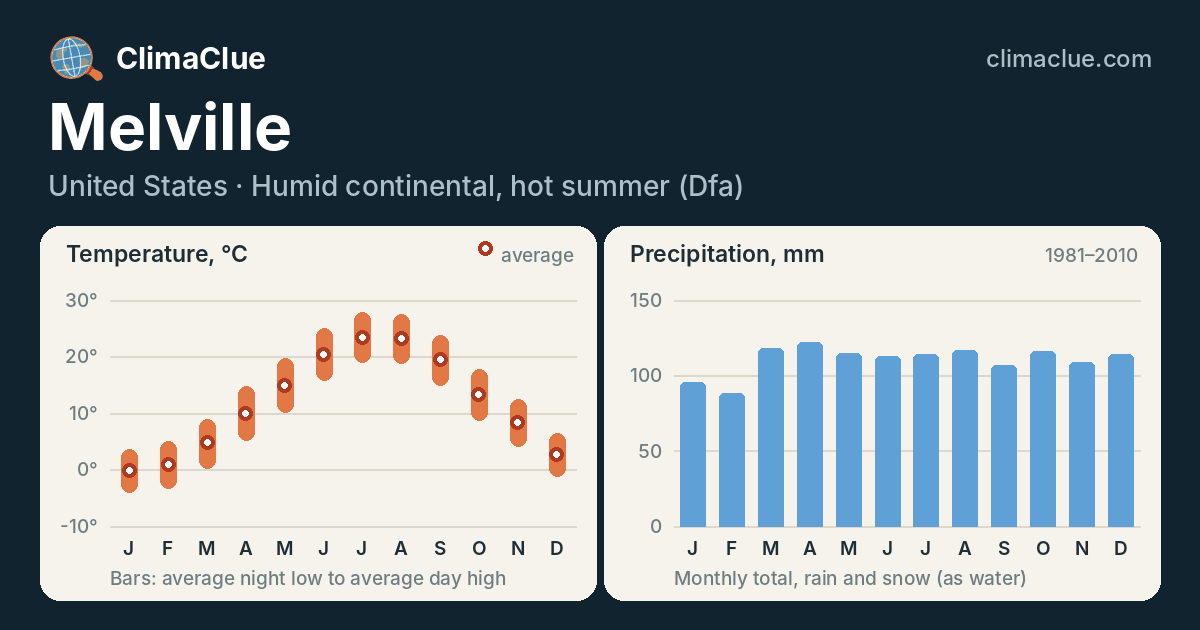 ClimaClue
climaclue.com
Melville
United States · Humid continental, hot summer (Dfa)
Temperature, °C
average
30°
20°
10°
0°
-10°
J F M A M J J A S O N D
Bars: average night low to average day high
Precipitation, mm
1981–2010
150
100
50
0
J F M A M J J A S O N D
Monthly total, rain and snow (as water)